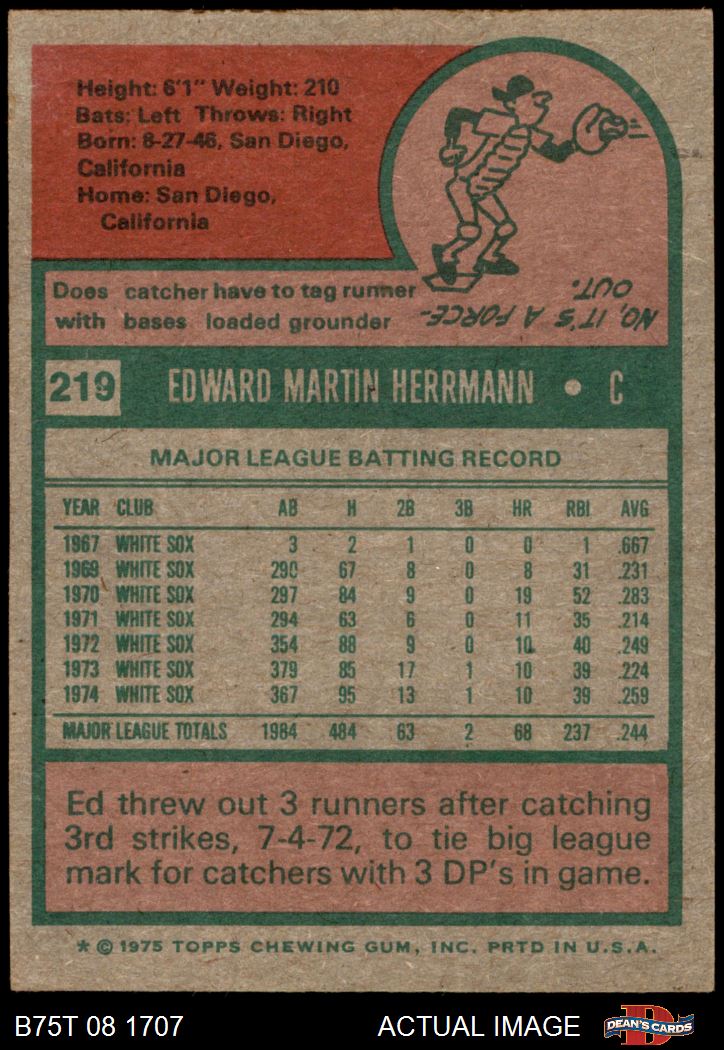 Height: 6'1" Weight: 210
Bats: Left Throws: Right
Born: 8-27-46, San Diego,
California
Home: San Diego,
California
Does catcher have to tag runner
with bases loaded grounder
NO, IT'S A FORCE-
OUT.
219 EDWARD MARTIN HERRMANN • C
MAJOR LEAGUE BATTING RECORD
YEAR CLUB AB H 2B 3B HR RBI AVG
1967 WHITE SOX 3 2 1 0 0 1 .667
1969 WHITE SOX 290 67 8 0 8 31 .231
1970 WHITE SOX 297 84 9 0 19 52 .283
1971 WHITE SOX 294 63 6 0 11 35 .214
1972 WHITE SOX 354 88 9 0 10 40 .249
1973 WHITE SOX 379 85 17 1 10 39 .224
1974 WHITE SOX 367 95 13 1 10 39 .259
MAJOR LEAGUE TOTALS 1984 484 63 2 68 237 .244
Ed threw out 3 runners after catching
3rd strikes, 7-4-72, to tie big league
mark for catchers with 3 DP's in game.
* © 1975 TOPPS CHEWING GUM, INC. PRTD IN U.S.A.
B75T 08 1707 ACTUAL IMAGE
D
DEAN'S CARDS